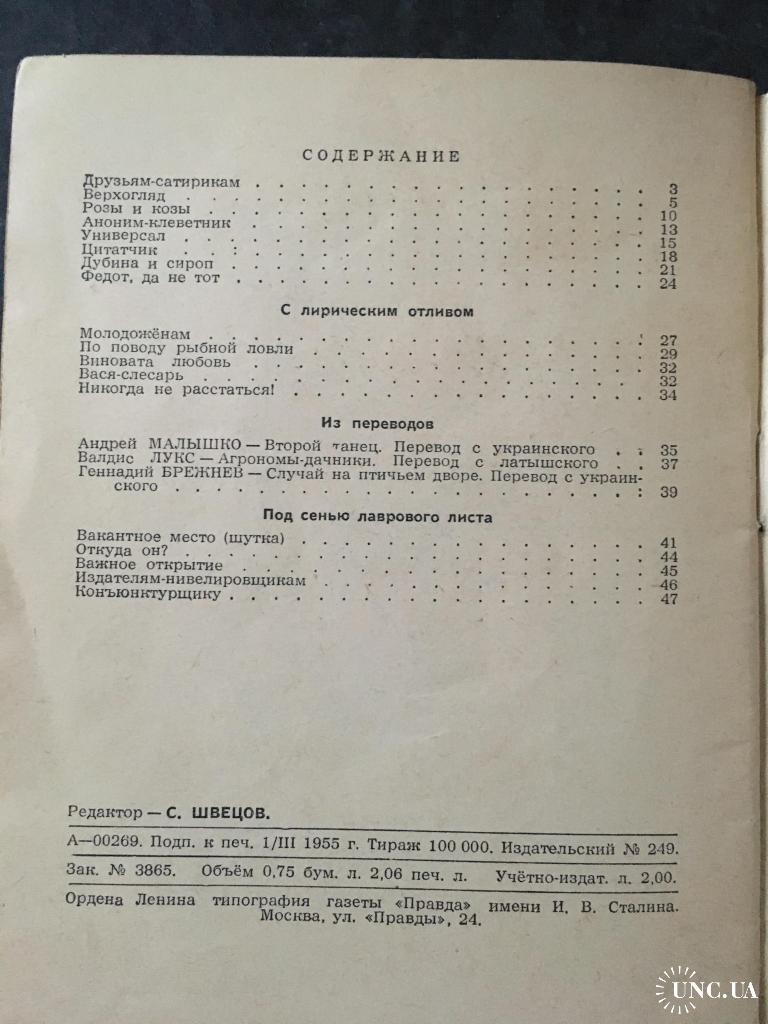 СОДЕРЖАНИЕ
Друзьям-сатирикам . . . . . . . . . . . . . . . 3
Верхогляд . . . . . . . . . . . . . . . . . . 5
Розы и козы . . . . . . . . . . . . . . . . . 10
Аноним-клеветник . . . . . . . . . . . . . . . 13
Универсал . . . . . . . . . . . . . . . . . . 15
Цитатчик . . : . . . . . . . . . . . . . . . 18
Дубина и сироп . . . . . . . . . . . . . . . . 21
Федот, да не тот . . . . . . . . . . . . . . . 24
С лирическим отливом
Молодожёнам . . . . . . . . . . . . . . . . 27
По поводу рыбной ловли . . . . . . . . . . . . 29
Виновата любовь . . . . . . . . . . . . . . . 32
Вася-слесарь . . . . . . . . . . . . . . . . 32
Никогда не расстаться! . . . . . . . . . . . . . 34
Из переводов
Андрей МАЛЫШКО — Второй танец. Перевод с украинского . . 35
Валдис ЛУКС — Агрономы-дачники. Перевод с латышского . . 37
Геннадий БРЕЖНЕВ — Случай на птичьем дворе. Перевод с украин-
ского . . . . . . . . . . . . . . . . . : 39
Под сенью лаврового листа
Вакантное место (шутка) . . . . . . . . . . . . . 41
Откуда он? . . . . . . . . . . . . . . . . . 44
Важное открытие . . . . . . . . . . . . . . . 45
Издателям-нивелировщикам . . . . . . . . . . . . 46
Конъюнктурщику . . . . . . . . . . . . . . . . 47
Редактор — С. ШВЕЦОВ.
А—00269. Подп. к печ. 1/III 1955 г. Тираж 100 000. Издательский № 249.
Зак. № 3865. Объём 0,75 бум. л. 2,06 печ. л. Учётно-издат. л. 2,00.
Ордена Ленина типография газеты «Правда» имени И. В. Сталина.
Москва, ул. «Правды», 24.
UNC.UA